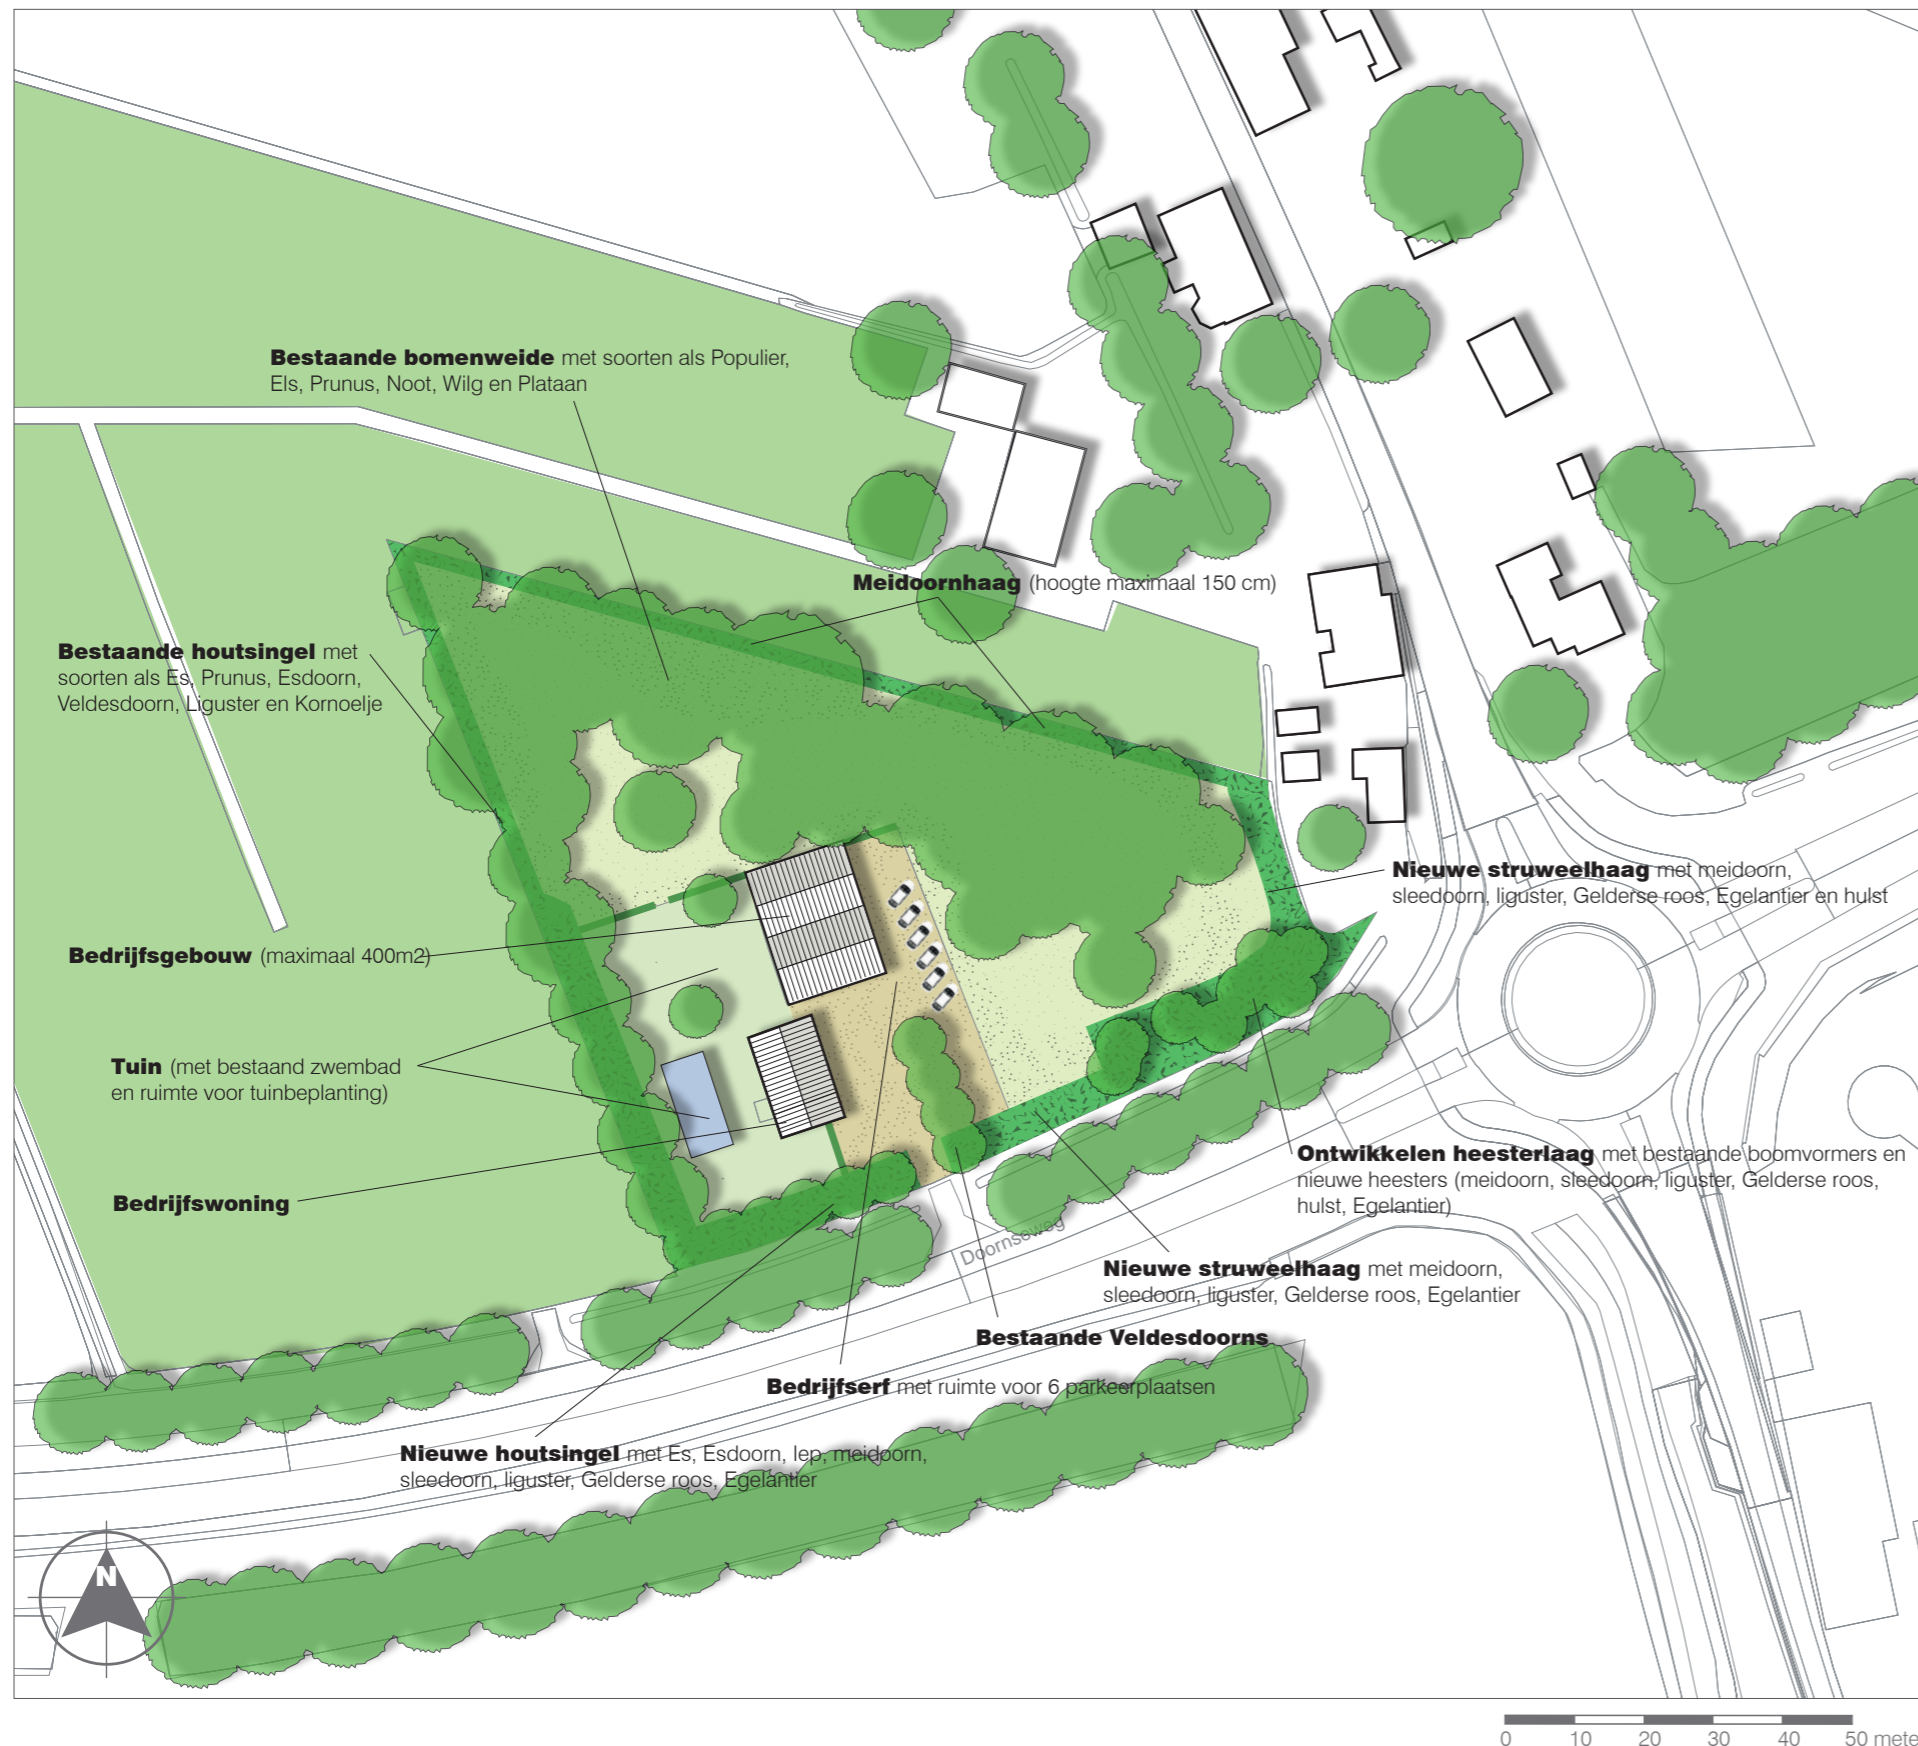 Bestaande bomenweide met soorten als Populier,
Els, Prunus, Noot, Wilg en Plataan
Meidoornhaag (hoogte maximaal 150 cm)
Bestaande houtsingel met
soorten als Es, Prunus, Esdoorn,
Veldesdoorn, Liguster en Kornoelje
Nieuwe struweelhaag met meidoorn,
sleedoorn, liguster, Gelderse roos, Egelantier en hulst
Bedrijfsgebouw (maximaal 400m2)
Tuin (met bestaand zwembad
en ruimte voor tuinbeplanting)
Ontwikkelen heesterlaag met bestaande boomvormers en
nieuwe heesters (meidoorn, sleedoorn, liguster, Gelderse roos,
hulst, Egelantier)
Bedrijfswoning
Doornseweg
Nieuwe struweelhaag met meidoorn,
sleedoorn, liguster, Gelderse roos, Egelantier
Bestaande Veldesdoorns
Bedrijfserf met ruimte voor 6 parkeerplaatsen
Nieuwe houtsingel met Es, Esdoorn, Iep, meidoorn,
sleedoorn, liguster, Gelderse roos, Egelantier
N
0 10 20 30 40 50 mete